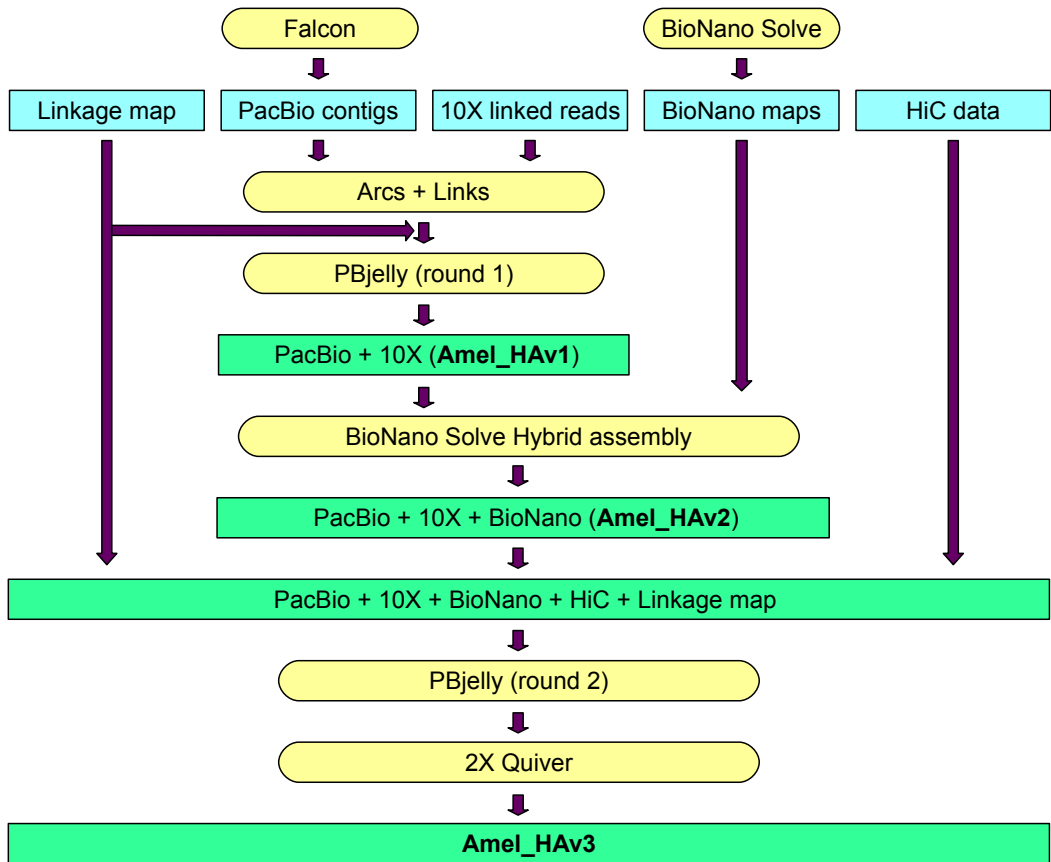 Falcon
BioNano Solve
Linkage map
PacBio contigs
10X linked reads
BioNano maps
HiC data
Arcs + Links
PBjelly (round 1)
PacBio + 10X (Amel_HAv1)
BioNano Solve Hybrid assembly
PacBio + 10X + BioNano (Amel_HAv2)
PacBio + 10X + BioNano + HiC + Linkage map
PBjelly (round 2)
2X Quiver
Amel_HAv3